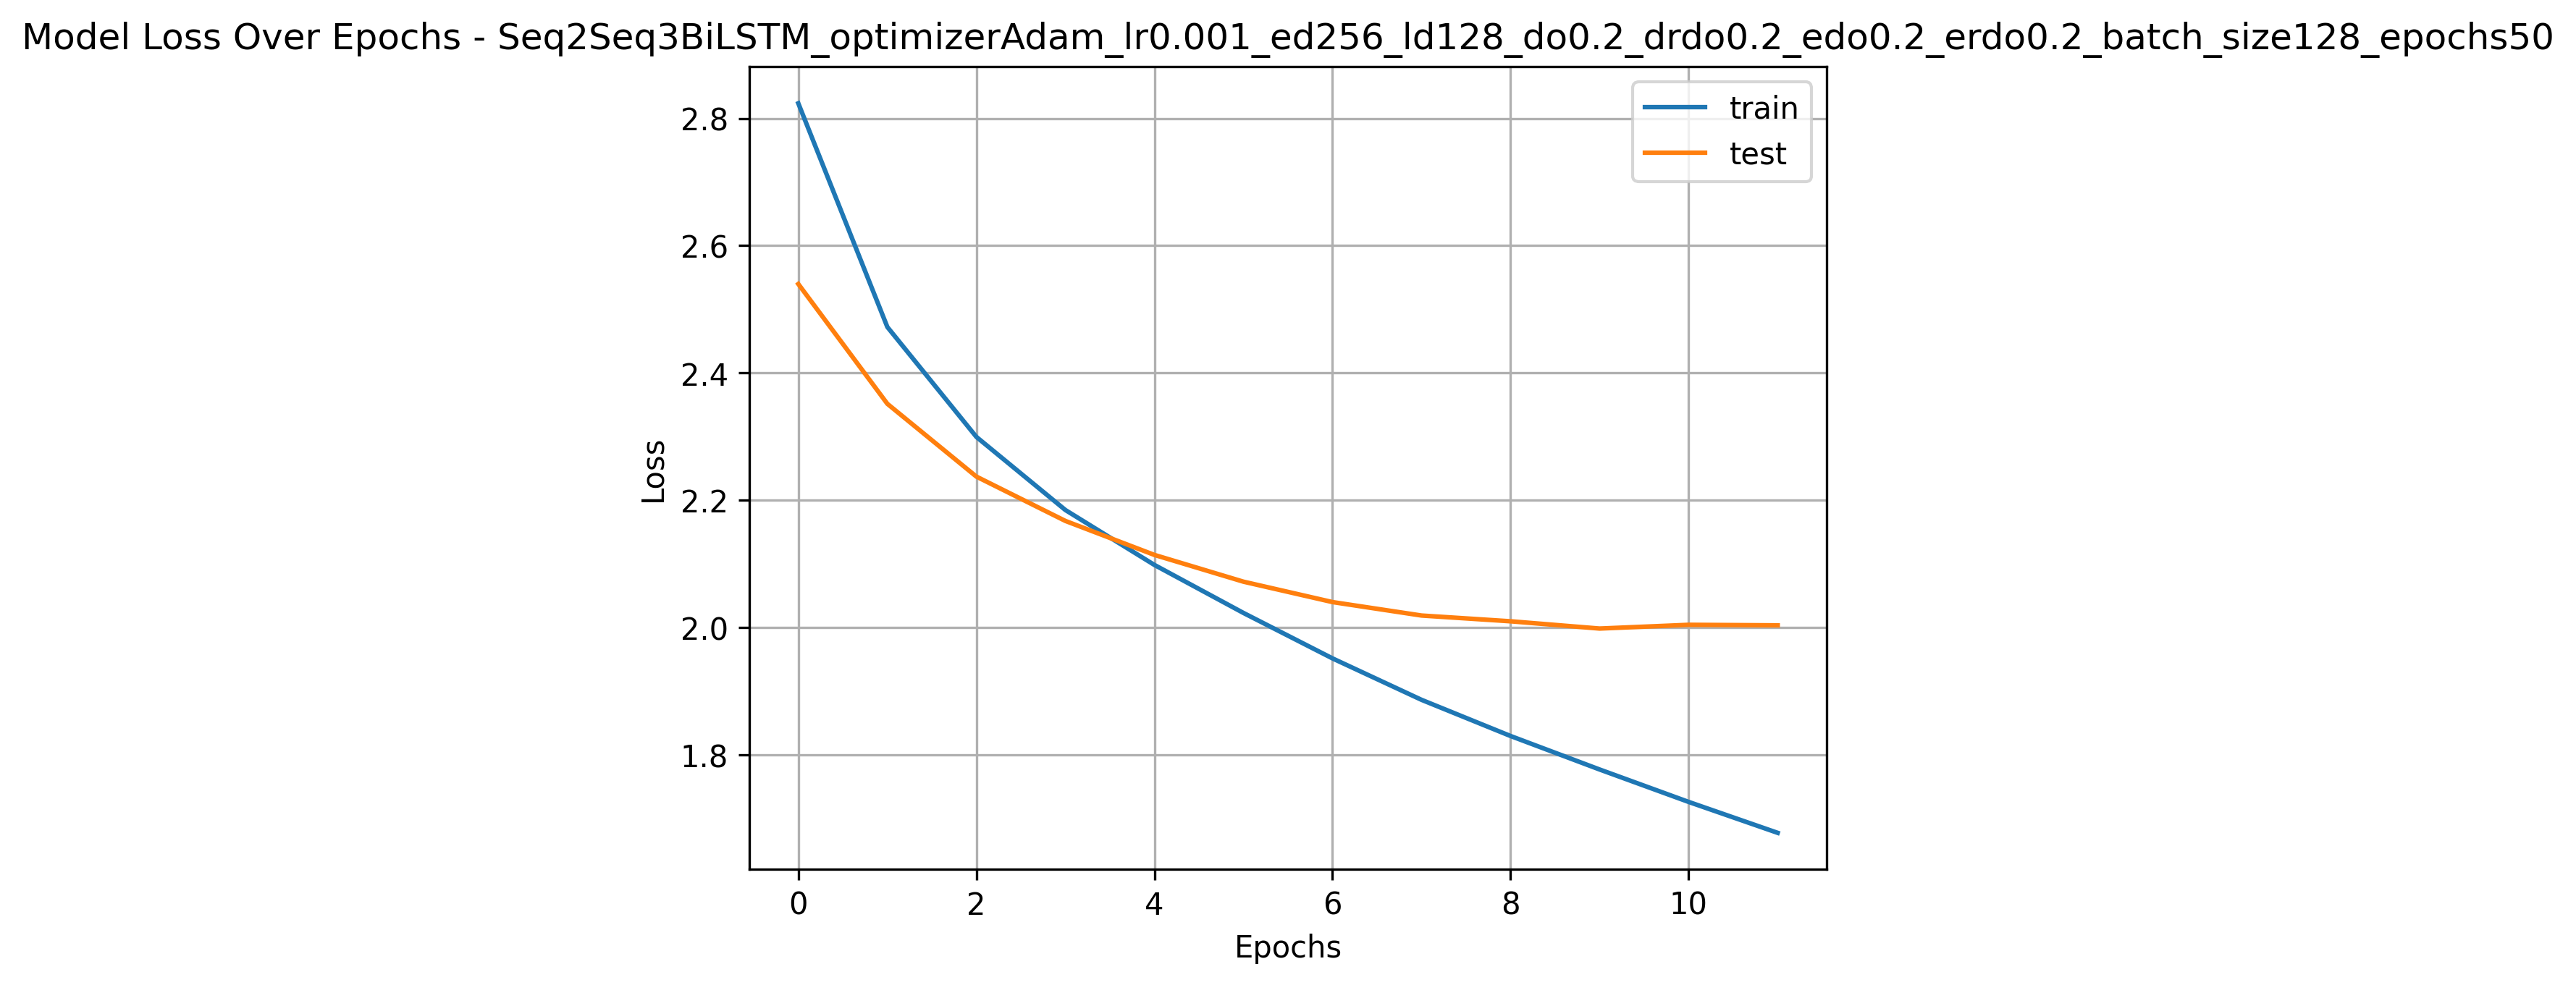 Model Loss Over Epochs - Seq2Seq3BiLSTM_optimizerAdam_lr0.001_ed256_ld128_do0.2_drdo0.2_edo0.2_erdo0.2_batch_size128_epochs50
train
test
2.8
2.6
2.4
2.2
2.0
1.8
Loss
0 2 4 6 8 10
Epochs